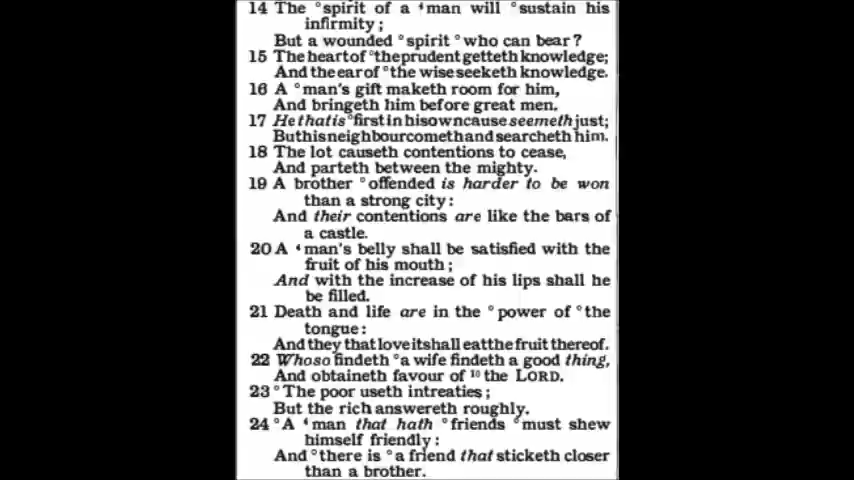 14 The °spirit of a ‘man will °sustain his
infirmity;
But a wounded °spirit °who can bear?
15 The heart of °the prudent getteth knowledge;
And the ear of °the wise seeketh knowledge.
16 A °man's gift maketh room for him,
And bringeth him before great men.
17 He that is °first in his own cause seemeth just;
But his neighbour cometh and searcheth him.
18 The lot causeth contentions to cease,
And parteth between the mighty.
19 A brother °offended is harder to be won
than a strong city:
And their contentions are like the bars of
a castle.
20 A ‘man's belly shall be satisfied with the
fruit of his mouth;
And with the increase of his lips shall he
be filled.
21 Death and life are in the °power of °the
tongue:
And they that love it shall eat the fruit thereof.
22 Whoso findeth °a wife findeth a good thing,
And obtaineth favour of ¹⁰ the LORD.
23 °The poor useth intreaties;
But the rich answereth roughly.
24 °A ‘man that hath °friends °must shew
himself friendly:
And °there is °a friend that sticketh closer
than a brother.